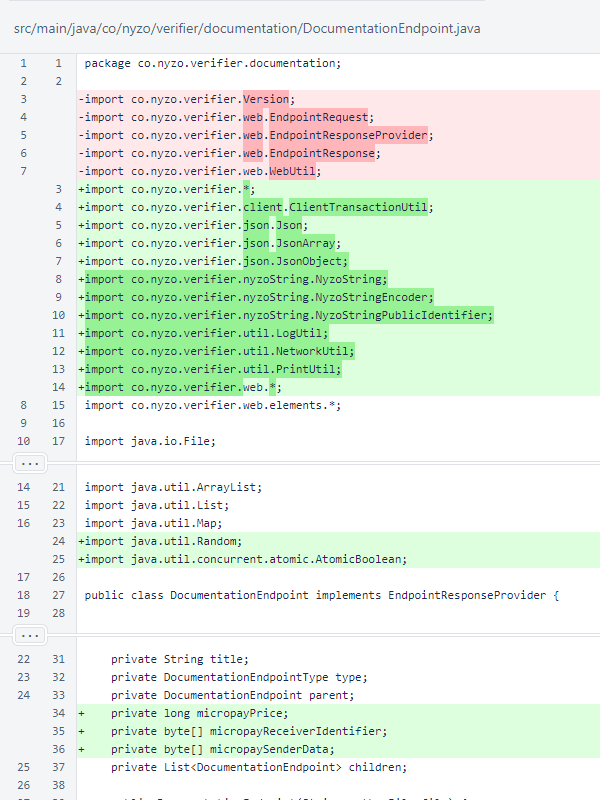 src/main/java/co/nyzo/verifier/documentation/DocumentationEndpoint.java
1 1 package co.nyzo.verifier.documentation;
2 2
3 -import co.nyzo.verifier.Version;
4 -import co.nyzo.verifier.web.EndpointRequest;
5 -import co.nyzo.verifier.web.EndpointResponseProvider;
6 -import co.nyzo.verifier.web.EndpointResponse;
7 -import co.nyzo.verifier.web.WebUtil;
3 +import co.nyzo.verifier.*;
4 +import co.nyzo.verifier.client.ClientTransactionUtil;
5 +import co.nyzo.verifier.json.Json;
6 +import co.nyzo.verifier.json.JsonArray;
7 +import co.nyzo.verifier.json.JsonObject;
8 +import co.nyzo.verifier.nyzoString.NyzoString;
9 +import co.nyzo.verifier.nyzoString.NyzoStringEncoder;
10 +import co.nyzo.verifier.nyzoString.NyzoStringPublicIdentifier;
11 +import co.nyzo.verifier.util.LogUtil;
12 +import co.nyzo.verifier.util.NetworkUtil;
13 +import co.nyzo.verifier.util.PrintUtil;
14 +import co.nyzo.verifier.web.*;
8 15 import co.nyzo.verifier.web.elements.*;
9 16
10 17 import java.io.File;
...
14 21 import java.util.ArrayList;
15 22 import java.util.List;
16 23 import java.util.Map;
24 +import java.util.Random;
25 +import java.util.concurrent.atomic.AtomicBoolean;
17 26
18 27 public class DocumentationEndpoint implements EndpointResponseProvider {
19 28
...
22 31 private String title;
23 32 private DocumentationEndpointType type;
24 33 private DocumentationEndpoint parent;
34 + private long micropayPrice;
35 + private byte[] micropayReceiverIdentifier;
36 + private byte[] micropaySenderData;
25 37 private List<DocumentationEndpoint> children;
26 38